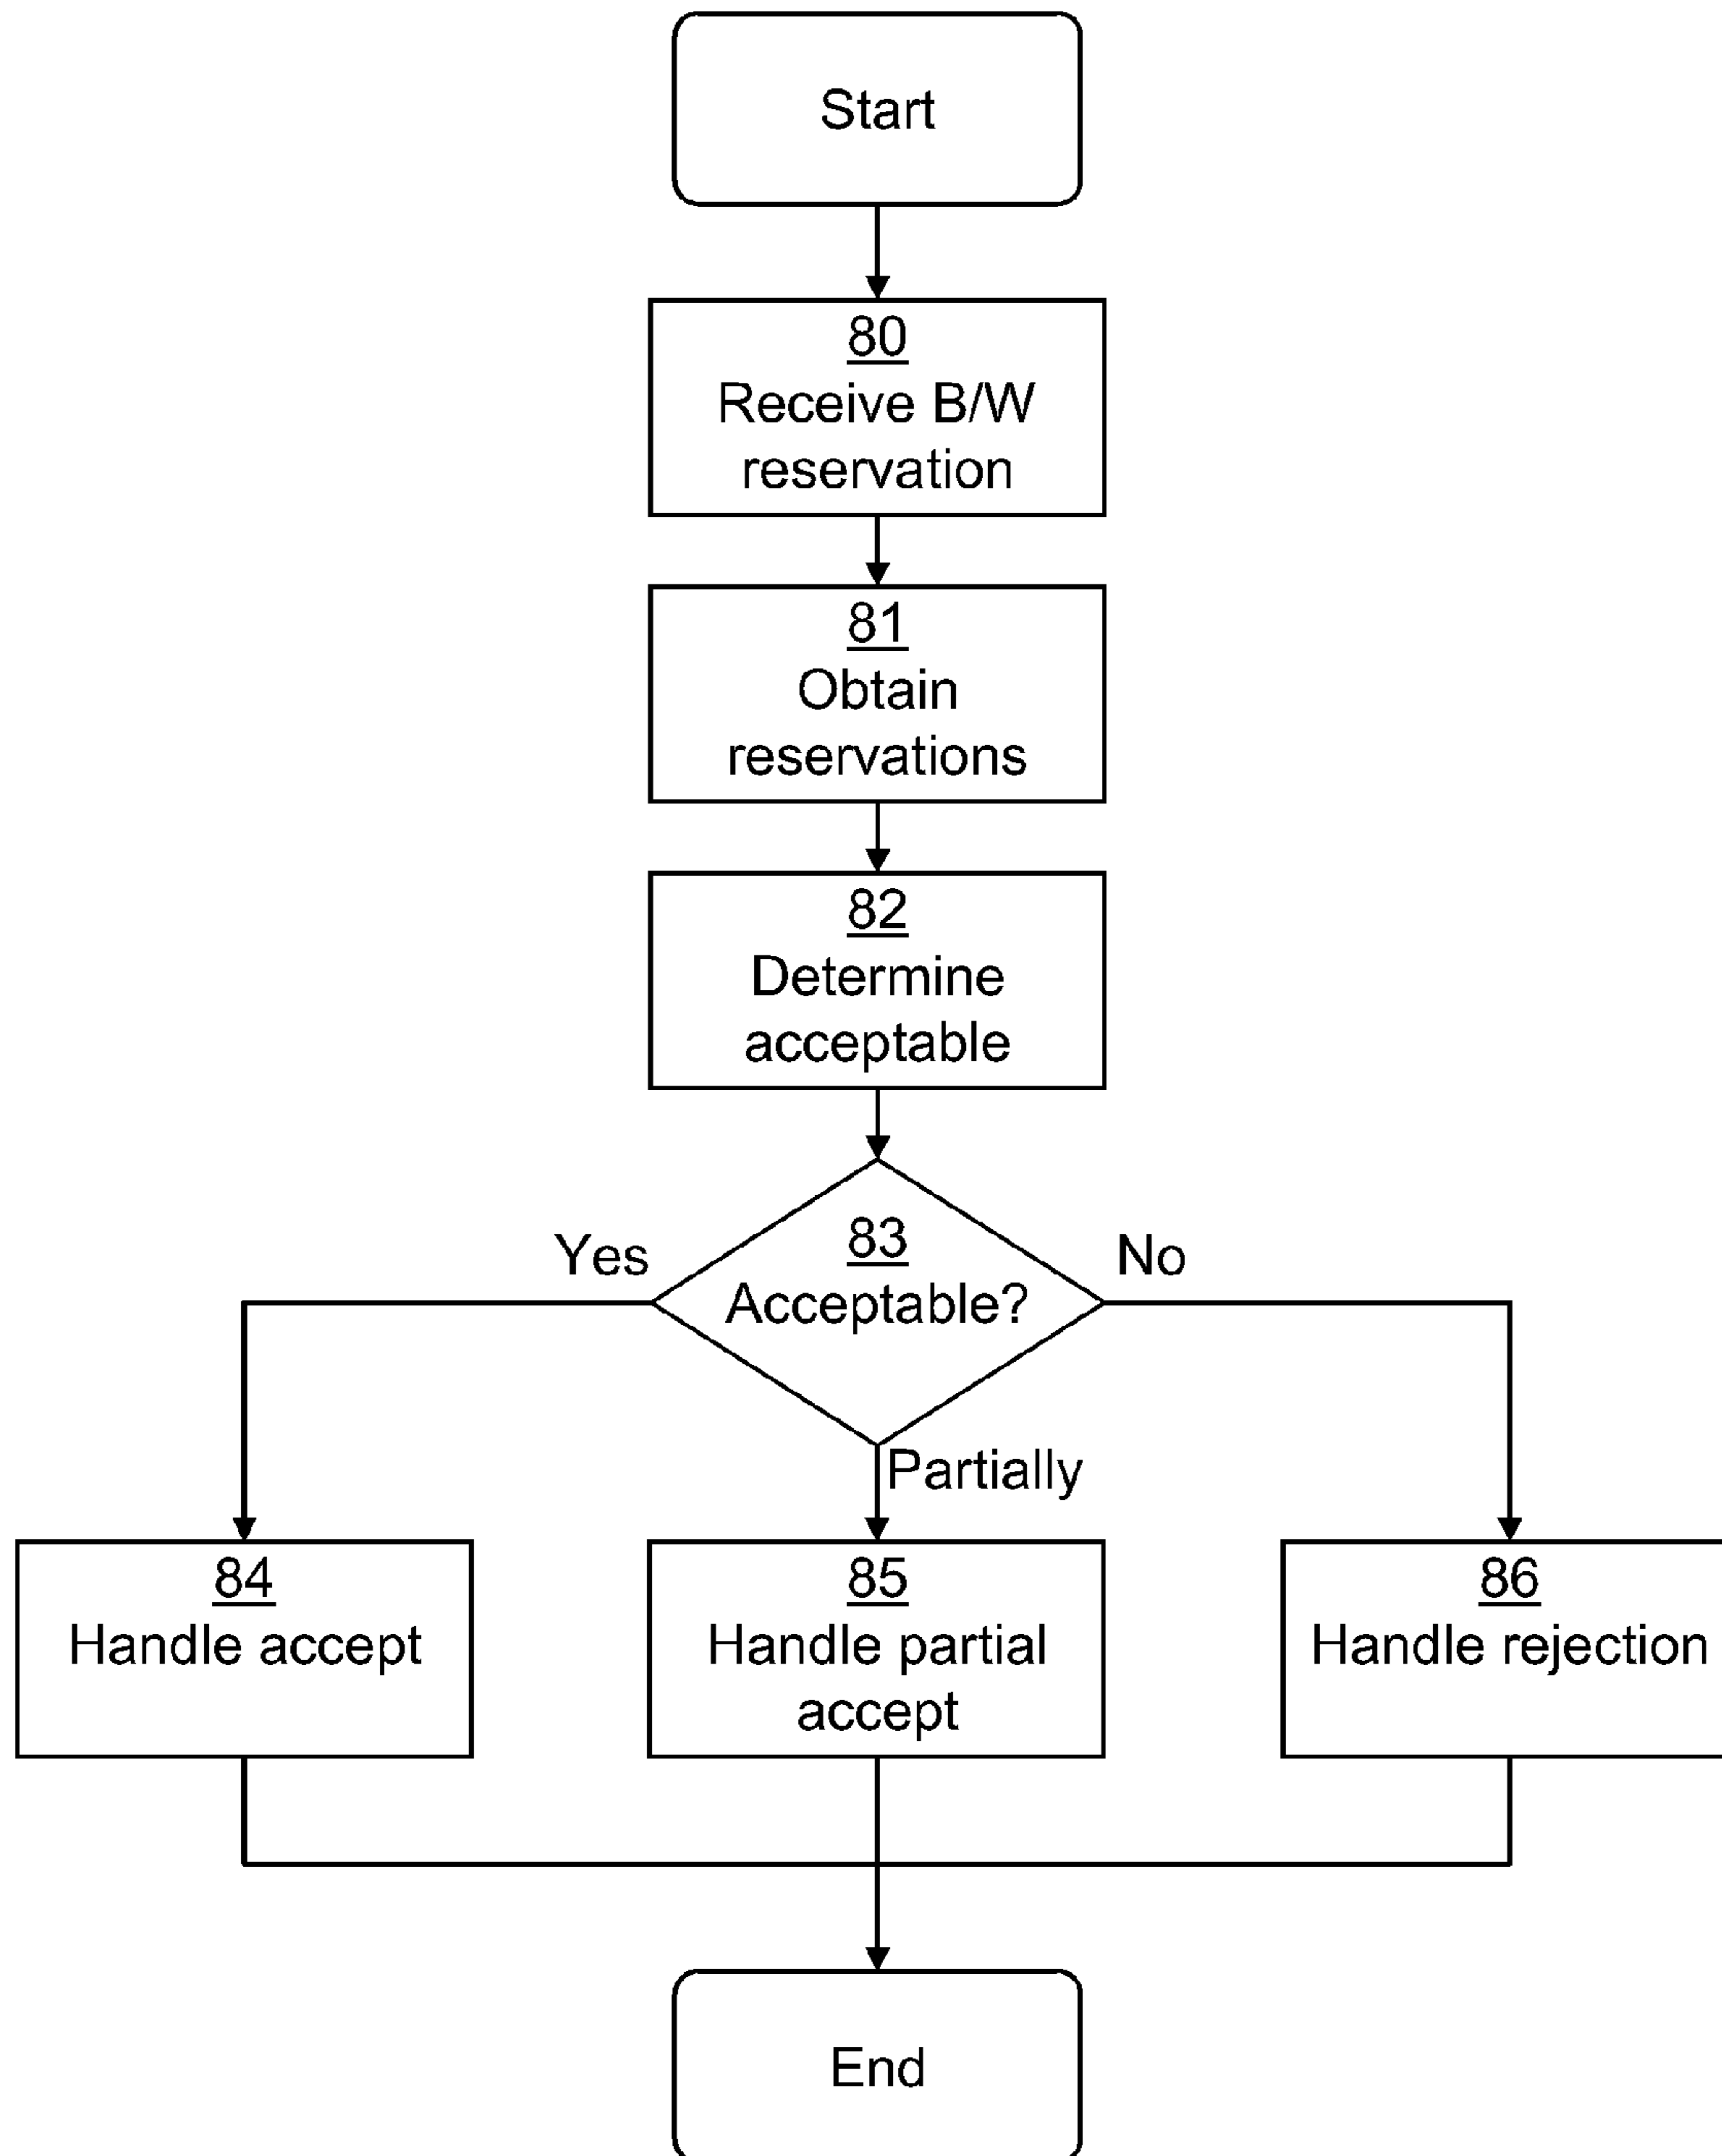 Start
80
Receive B/W
reservation
81
Obtain
reservations
82
Determine
acceptable
Yes
83
No
Acceptable?
Partially
84
Handle accept
85
Handle partial
accept
86
Handle rejection
End